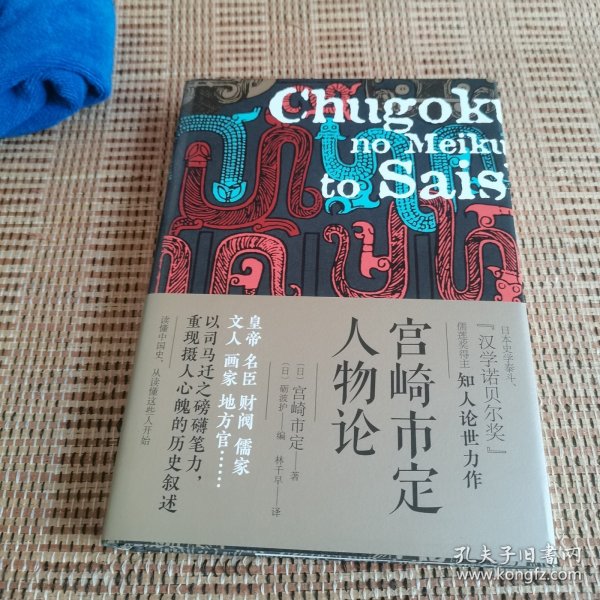 Chugoku
no Meiku
to Sais
日本史学泰斗、
『汉学诺贝尔奖』
儒莲奖得主
知人论世力作
宫崎市定
人物论
〔日〕宫崎市定——著
〔日〕砺波护——编
林千早——译
皇帝 名臣 财阀 儒家
文人 画家 地方官……
以司马迁之磅礴笔力，
重现摄人心魄的历史叙述
读懂中国史，
从读懂这些人开始
孔夫子旧书网
www.kongfz.com